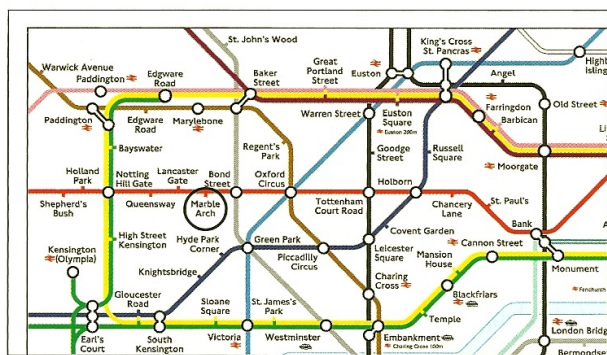 St. John's Wood
King's Cross
St. Pancras
Highb
Isling
Warwick Avenue
Paddington
Edgware
Road
Baker
Street
Great
Portland
Street
Euston
Angel
Old Street
Farringdon
Barbican
Paddington
Edgware
Road
Marylebone
Warren Street
Euston
Square
Euston 200m
Bayswater
Regent's
Park
Goodge
Street
Russell
Square
Moorgate
Li
Holland
Park
Notting
Hill Gate
Lancaster
Gate
Bond
Street
Oxford
Circus
Holborn
St. Paul's
Shepherd's
Bush
Queensway
Marble
Arch
Tottenham
Court Road
Chancery
Lane
Bank
High Street
Kensington
Hyde Park
Corner
Green Park
Covent Garden
Cannon Street
Kensington
(Olympia)
Piccadilly
Circus
Leicester
Square
Mansion
House
Monument
Knightsbridge
Charing
Cross
Blackfriars
Fenchurch
Gloucester
Road
Sloane
Square
St. James's
Park
Temple
Earl's
Court
South
Kensington
Victoria
Westminster
Embankment
Charing Cross 100m
London Bridge
Bermondsey